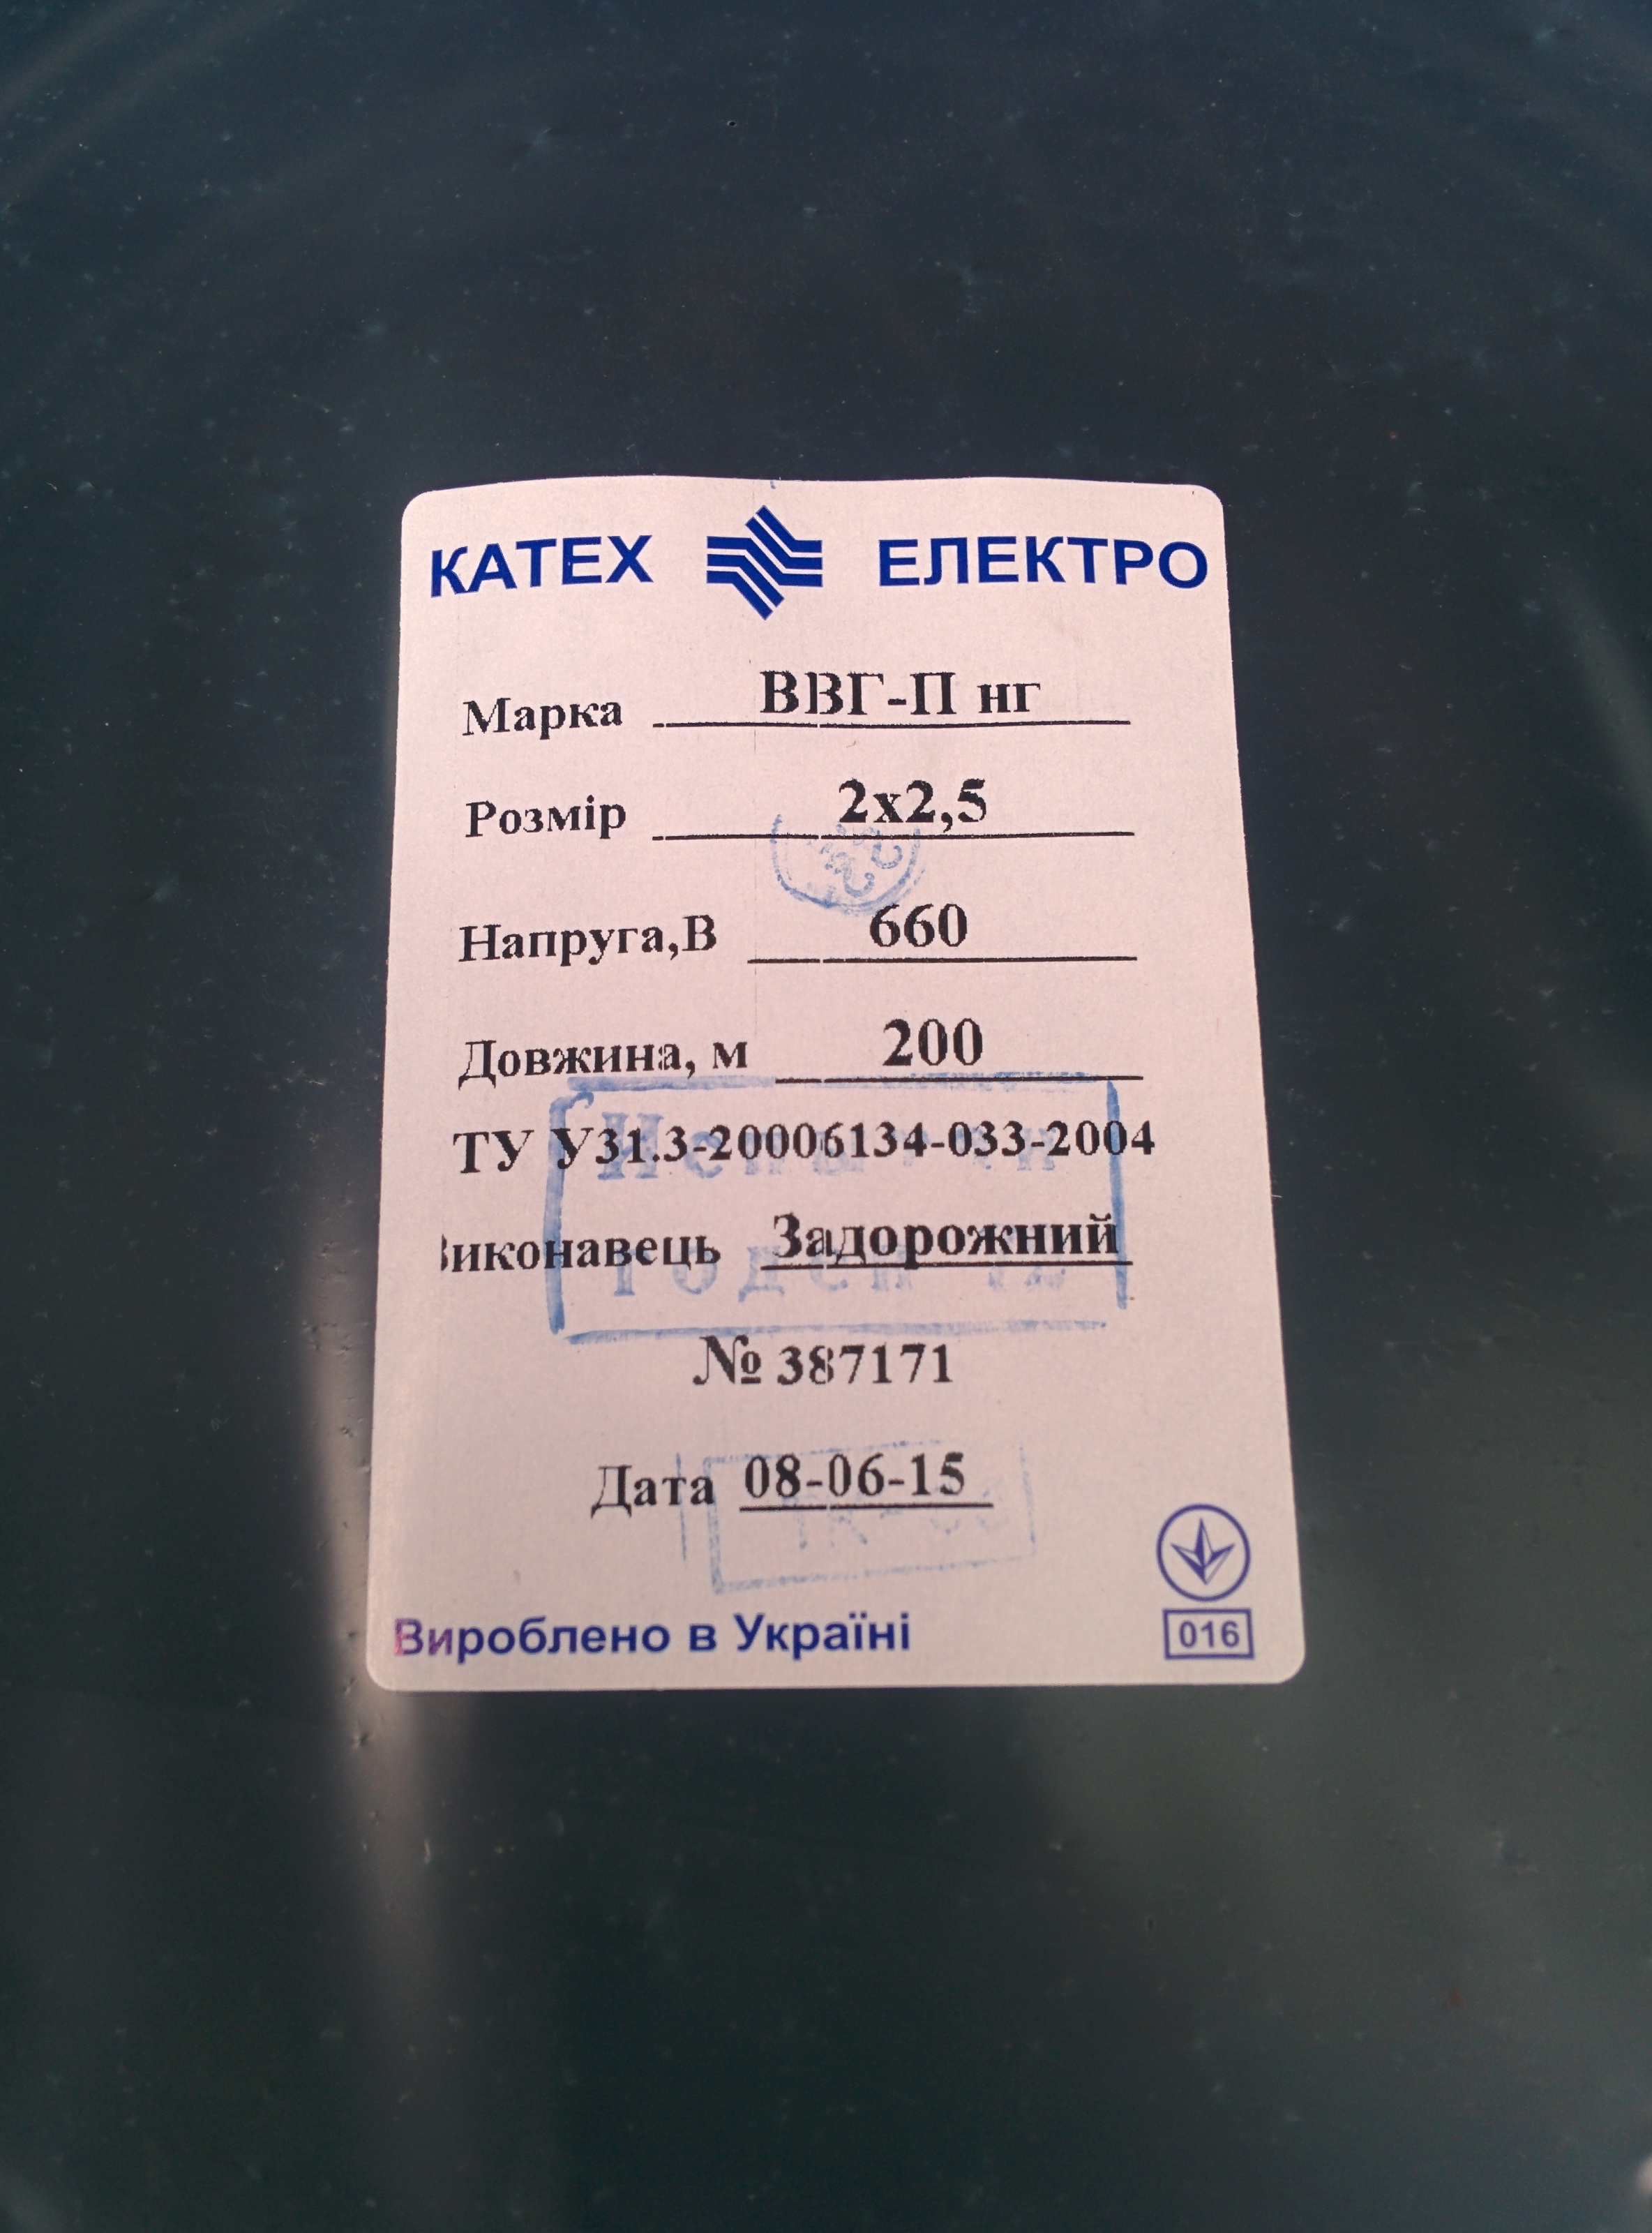 КАТЕХ ЕЛЕКТРО
Марка ВВГ-П нг
Розмір 2х2,5
Напруга,В 660
Довжина, м 200
ТУ У31.3-20006134-033-2004
Виконавець Задорожний
№ 387171
Дата 08-06-15
Вироблено в Україні
016